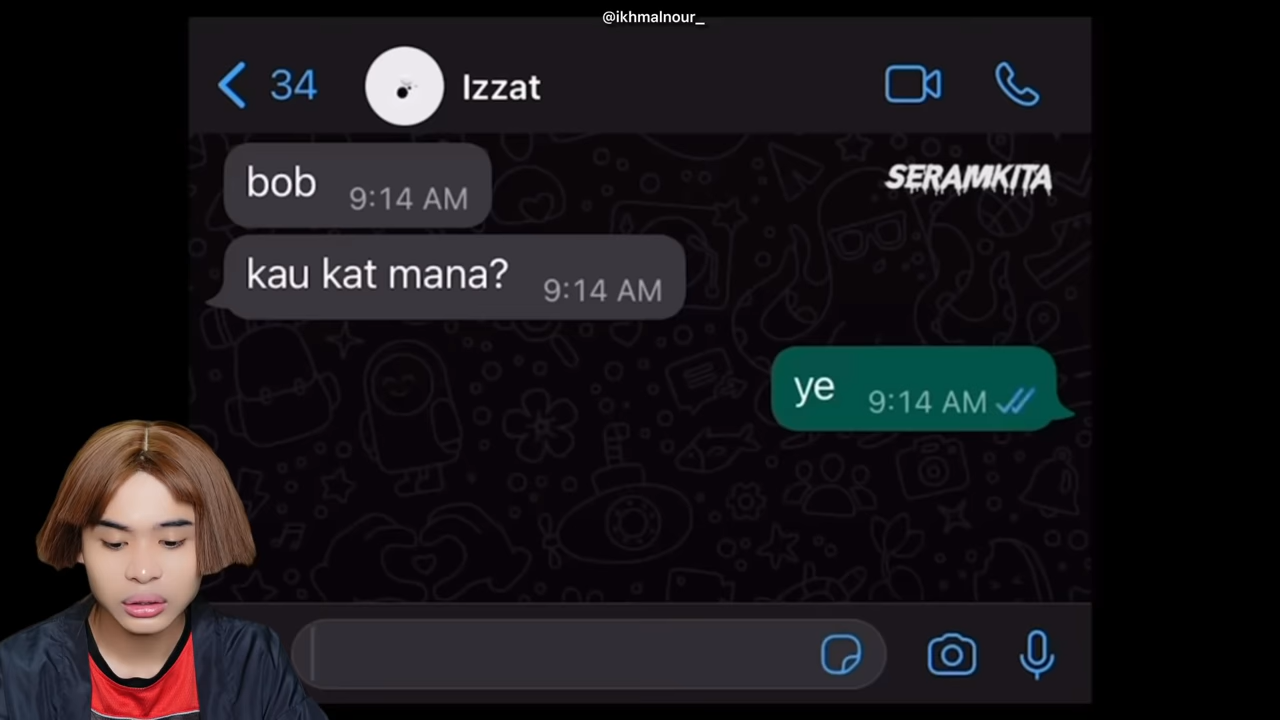 @ikhmalnour_
34 Izzat
SERAMKITA
bob 9:14 AM
kau kat mana? 9:14 AM
ye 9:14 AM